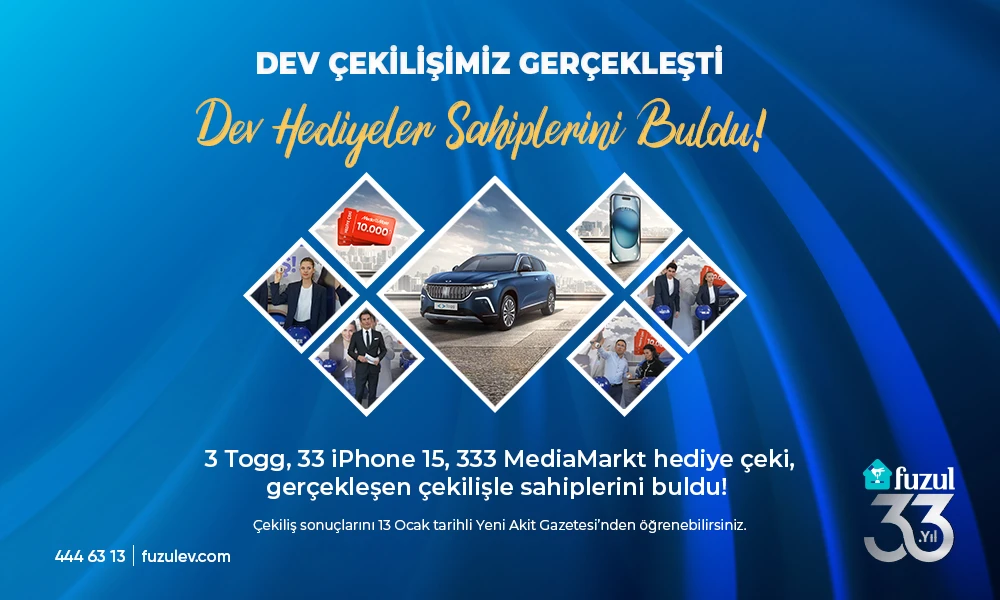 DEV ÇEKİLİŞİMİZ GERÇEKLEŞTİ
Dev Hediyeler Sahiplerini Buldu!
10.000
3 Togg, 33 iPhone 15, 333 MediaMarkt hediye çeki,
gerçekleşen çekilişle sahiplerini buldu!
Çekiliş sonuçlarını 13 Ocak tarihli Yeni Akit Gazetesi'nden öğrenebilirsiniz.
444 63 13 | fuzulev.com
fuzul
33
.Yıl